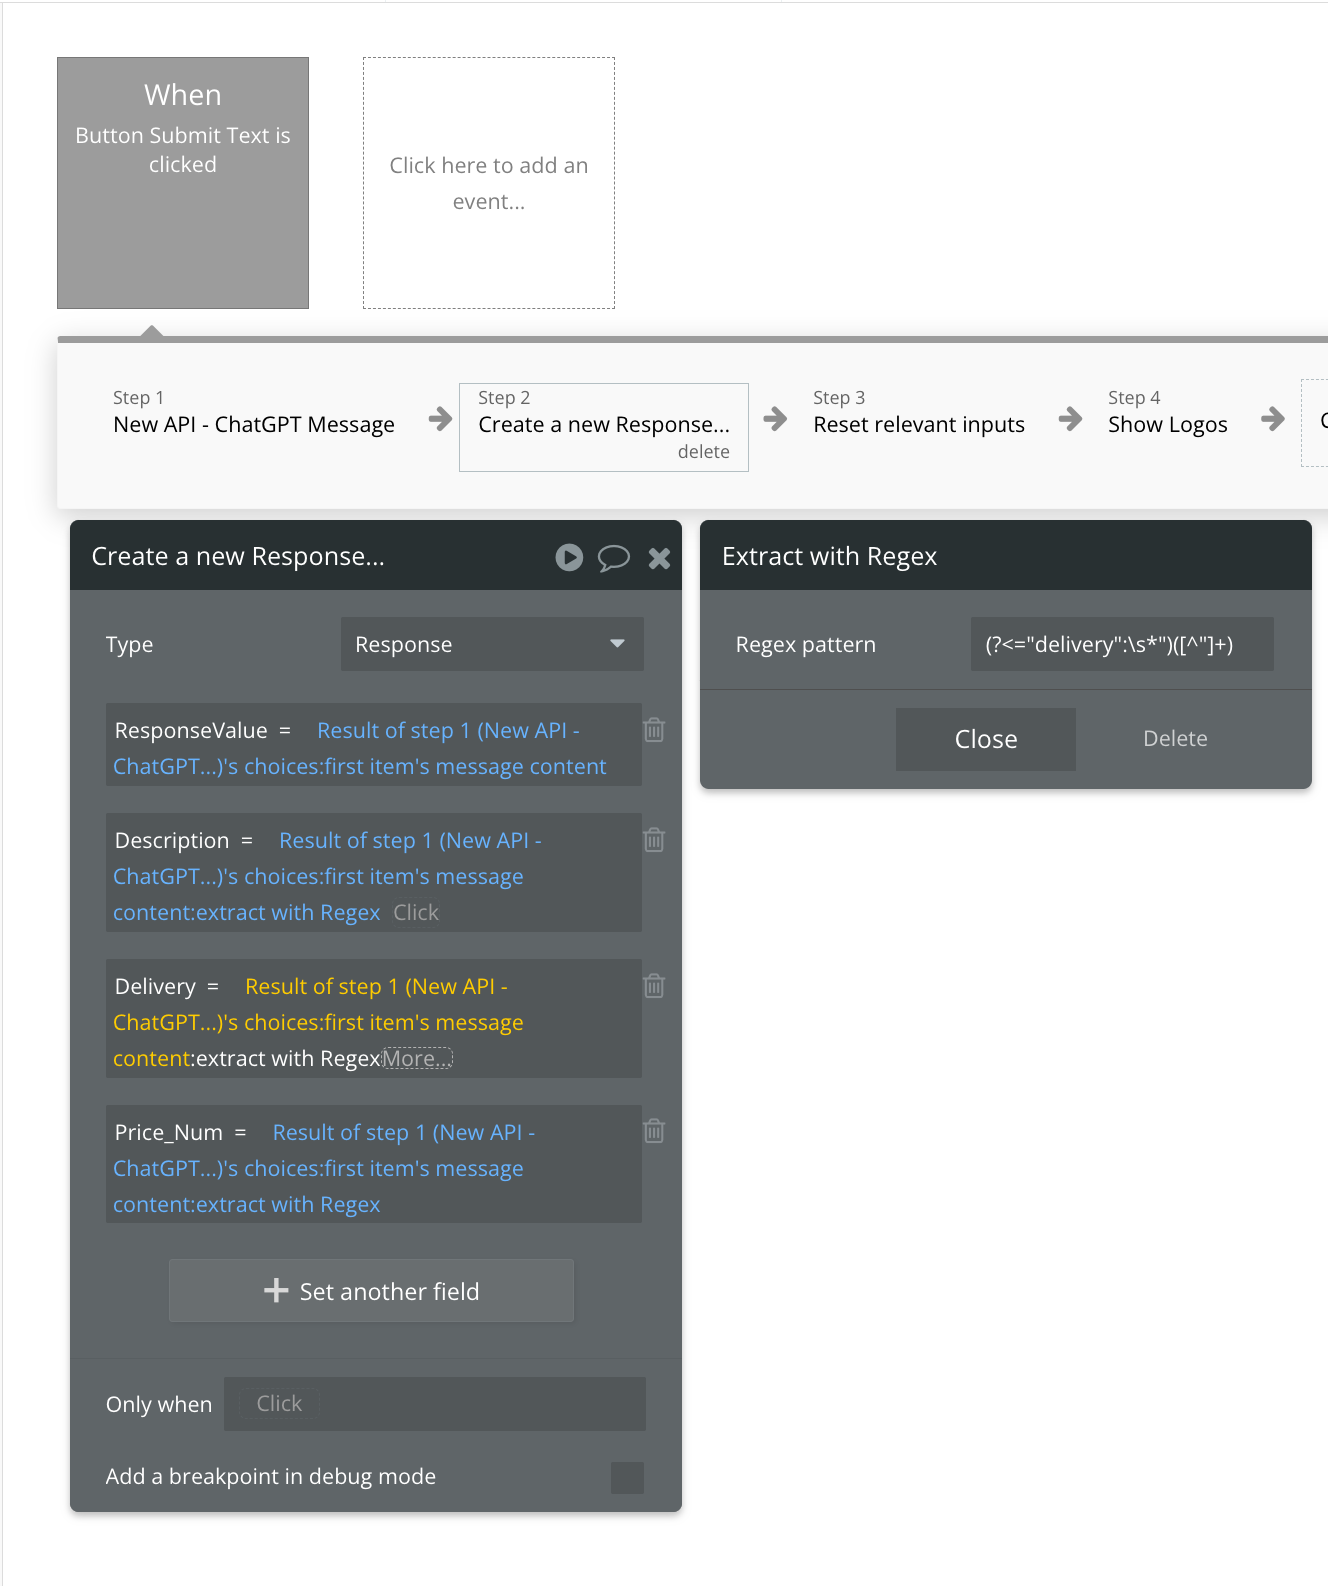 When
Button Submit Text is
clicked
Click here to add an
event...
Step 1
New API - ChatGPT Message
Step 2
Create a new Response...
delete
Step 3
Reset relevant inputs
Step 4
Show Logos
Create a new Response...
Type
Response
ResponseValue = Result of step 1 (New API -
ChatGPT...)'s choices:first item's message content
Description = Result of step 1 (New API -
ChatGPT...)'s choices:first item's message
content:extract with Regex Click
Delivery = Result of step 1 (New API -
ChatGPT...)'s choices:first item's message
content:extract with RegexMore...
Price_Num = Result of step 1 (New API -
ChatGPT...)'s choices:first item's message
content:extract with Regex
Set another field
Only when Click
Add a breakpoint in debug mode
Extract with Regex
Regex pattern
(?<="delivery":\s*")([^"]+)
Close
Delete